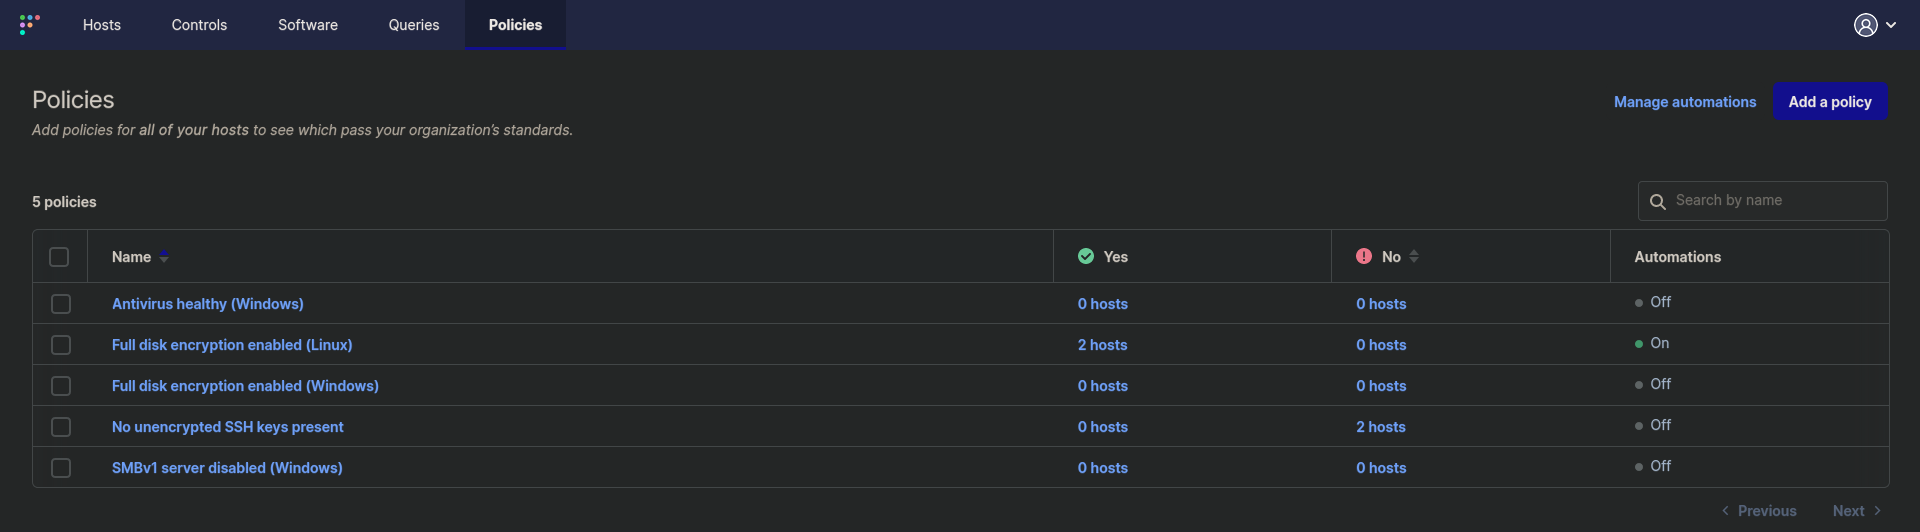 Hosts Controls Software Queries Policies
Policies
Manage automations Add a policy
Add policies for all of your hosts to see which pass your organization's standards.
5 policies Search by name
Name Yes No Automations
Antivirus healthy (Windows) 0 hosts 0 hosts Off
Full disk encryption enabled (Linux) 2 hosts 0 hosts On
Full disk encryption enabled (Windows) 0 hosts 0 hosts Off
No unencrypted SSH keys present 0 hosts 2 hosts Off
SMBv1 server disabled (Windows) 0 hosts 0 hosts Off
Previous Next